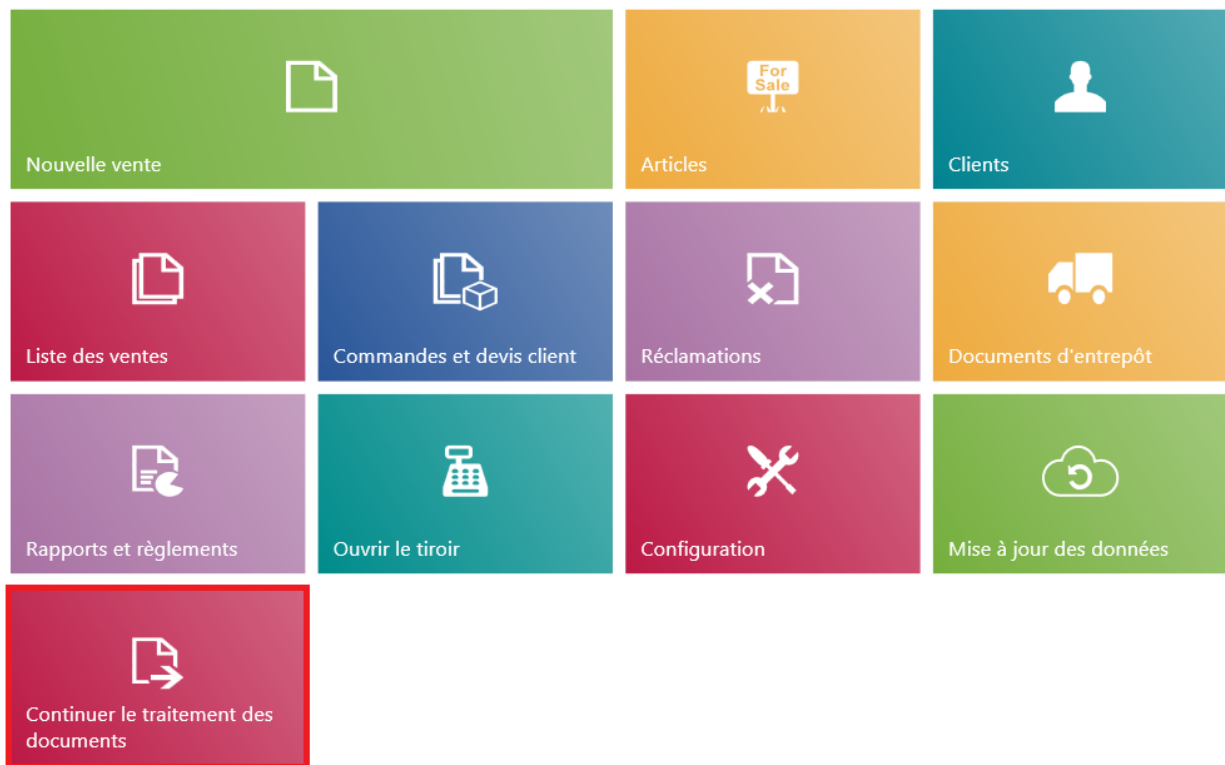 Nouvelle vente
For
Sale
Articles
Clients
Liste des ventes
Commandes et devis client
Réclamations
Documents d'entrepôt
Rapports et règlements
Ouvrir le tiroir
Configuration
Mise à jour des données
Continuer le traitement des
documents